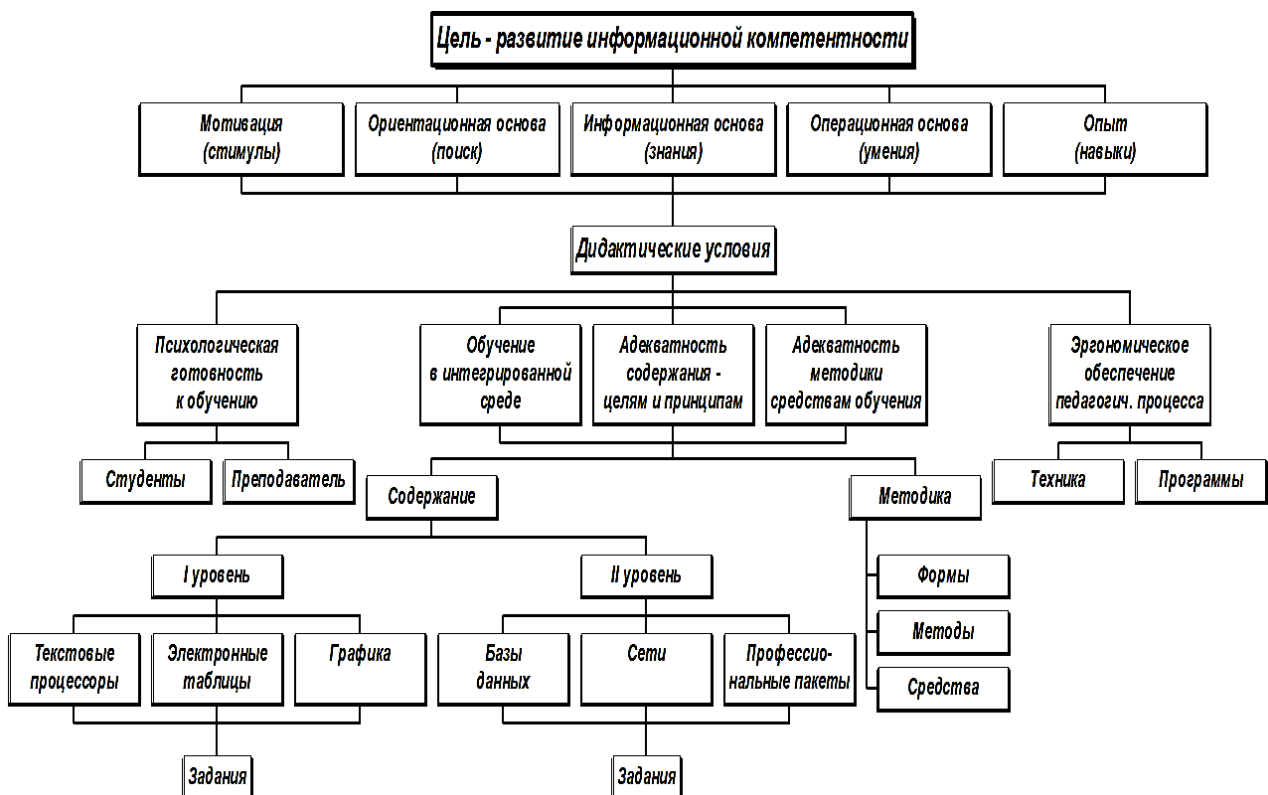 Цель - развитие информационной компетентности
Мотивация
(стимулы)
Ориентационная основа
(поиск)
Информационная основа
(знания)
Операционная основа
(умения)
Опыт
(навыки)
Дидактические условия
Психологическая
готовность
к обучению
Обучение
в интегрированной
среде
Адекватность
содержания -
целям и принципам
Адекватность
методики
средствам обучения
Эргономическое
обеспечение
педагогич. процесса
Студенты
Преподаватель
Техника
Программы
Содержание
Методика
I уровень
II уровень
Формы
Методы
Средства
Текстовые
процессоры
Электронные
таблицы
Графика
Базы
данных
Сети
Профессио-
нальные пакеты
Задания
Задания